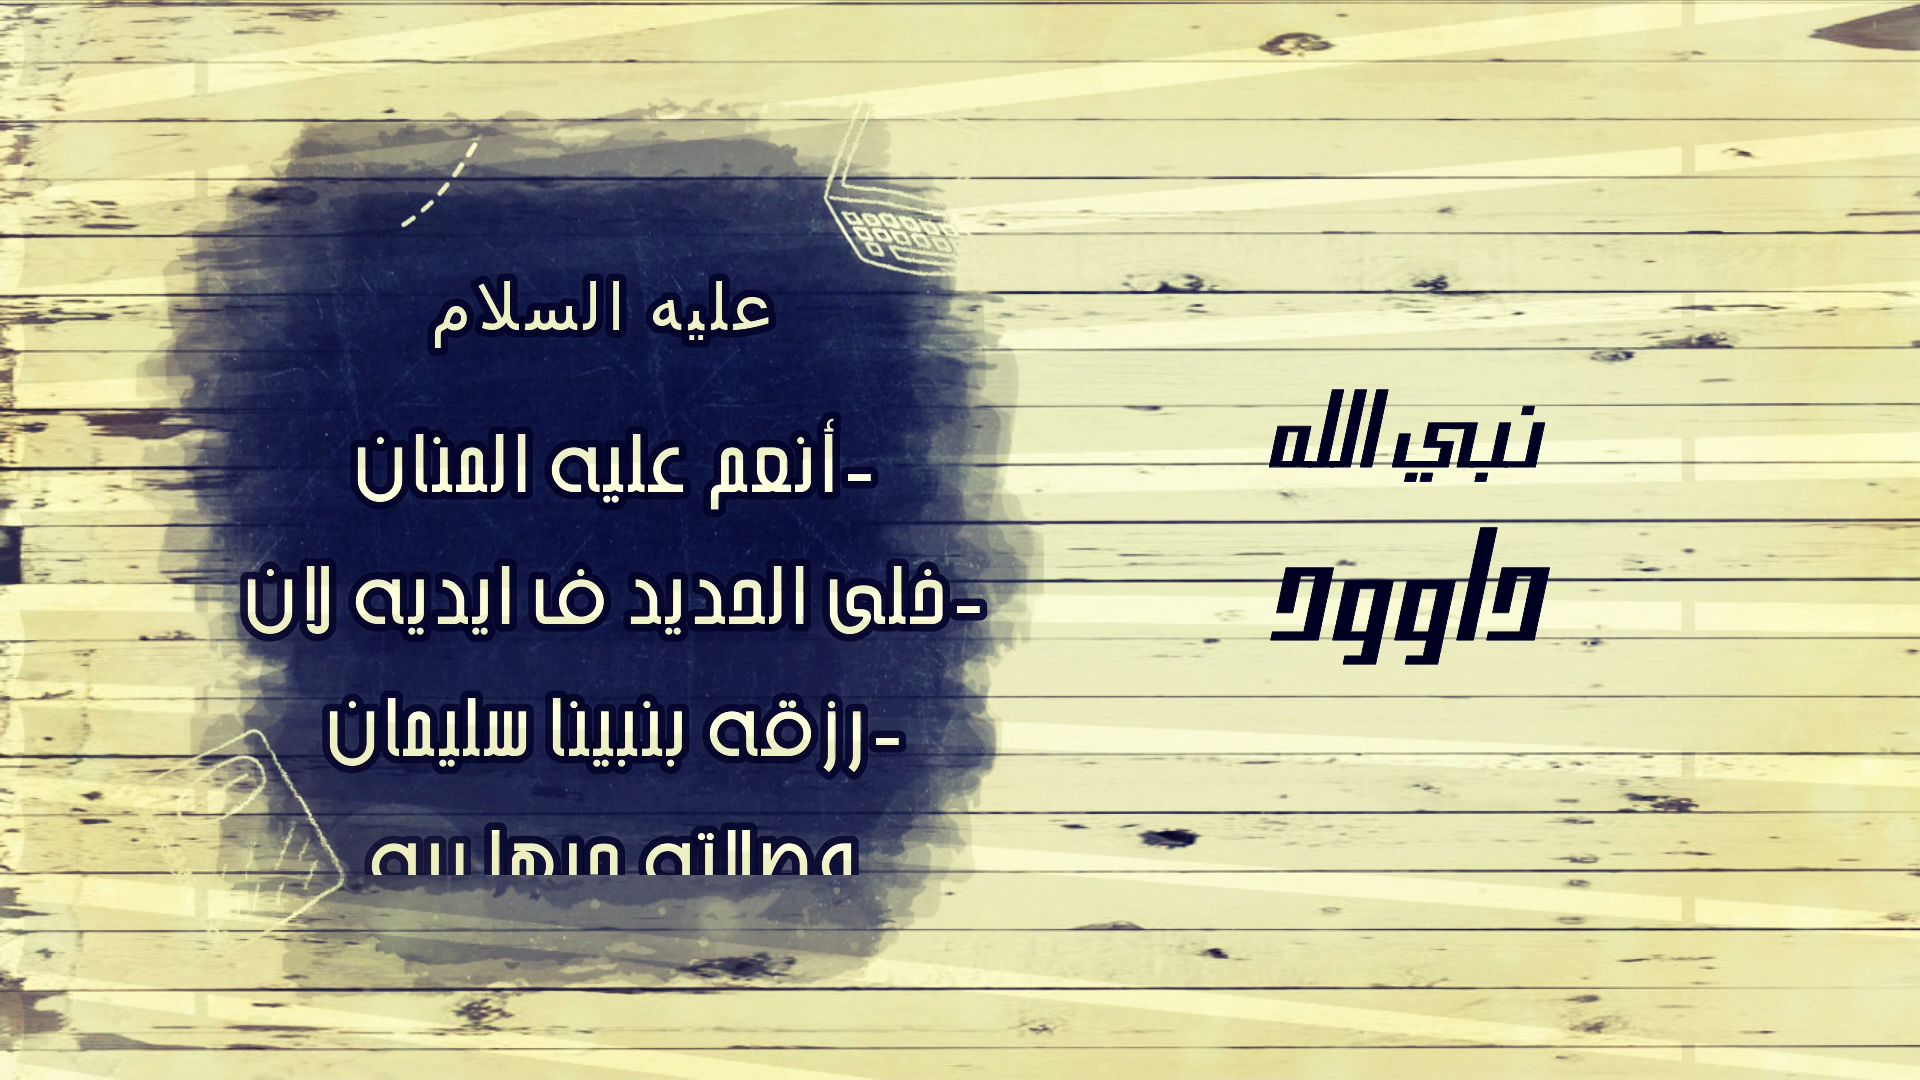 نبي الله
داوود
عليه السلام
-أنعم عليه المنان
-خلى الحديد ف ايديه لان
-رزقه بنبينا سليمان